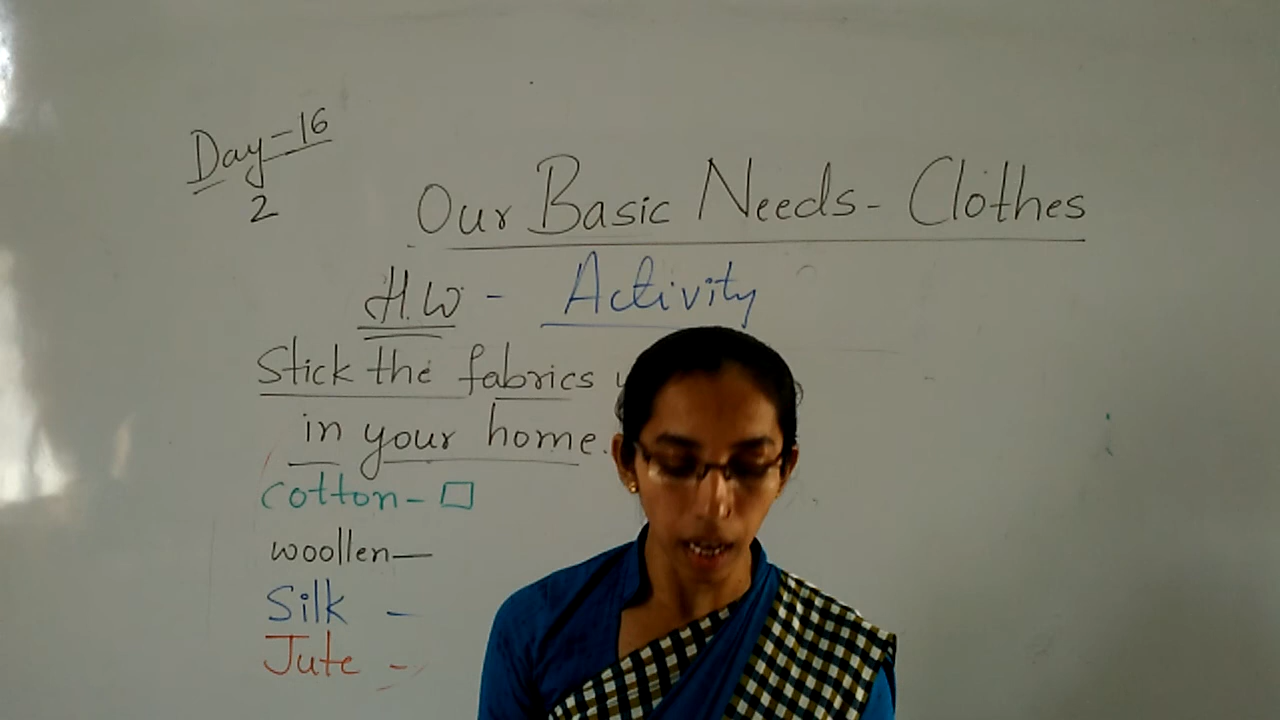 Day-16
2
Our Basic Needs - Clothes
H.W - Activity
Stick the fabrics
in your home.
cotton -
woollen —
Silk -
Jute -